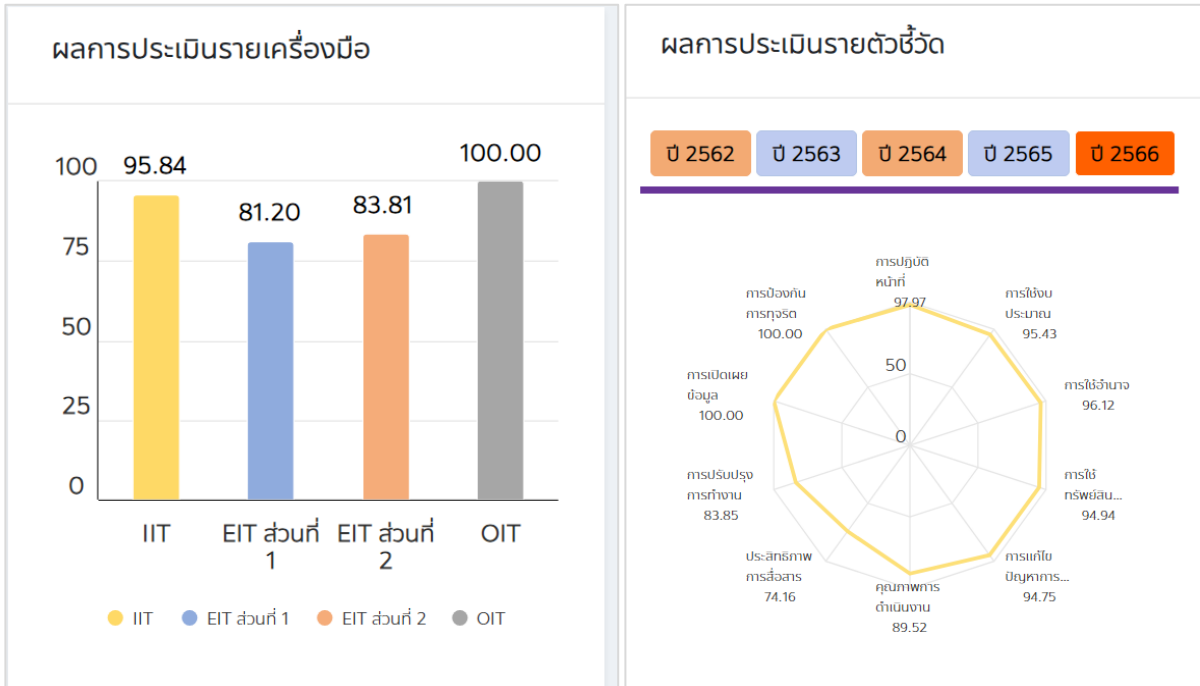 ผลการประเมินรายเครื่องมือ
100
95.84
81.20
83.81
100.00
75
50
25
0
IIT
EIT ส่วนที่
1
EIT ส่วนที่
2
OIT
IIT
EIT ส่วนที่ 1
EIT ส่วนที่ 2
OIT
ผลการประเมินรายตัวชี้วัด
ปี 2562
ปี 2563
ปี 2564
ปี 2565
ปี 2566
การปฏิบัติ
หน้าที่
97.97
การใช้งบ
ประมาณ
95.43
การใช้อำนาจ
96.12
การใช้
ทรัพย์สิน...
94.94
การแก้ไข
ปัญหาการ...
94.75
คุณภาพการ
ดำเนินงาน
89.52
ประสิทธิภาพ
การสื่อสาร
74.16
การปรับปรุง
การทำงาน
83.85
การเปิดเผย
ข้อมูล
100.00
การป้องกัน
การทุจริต
100.00
50
0